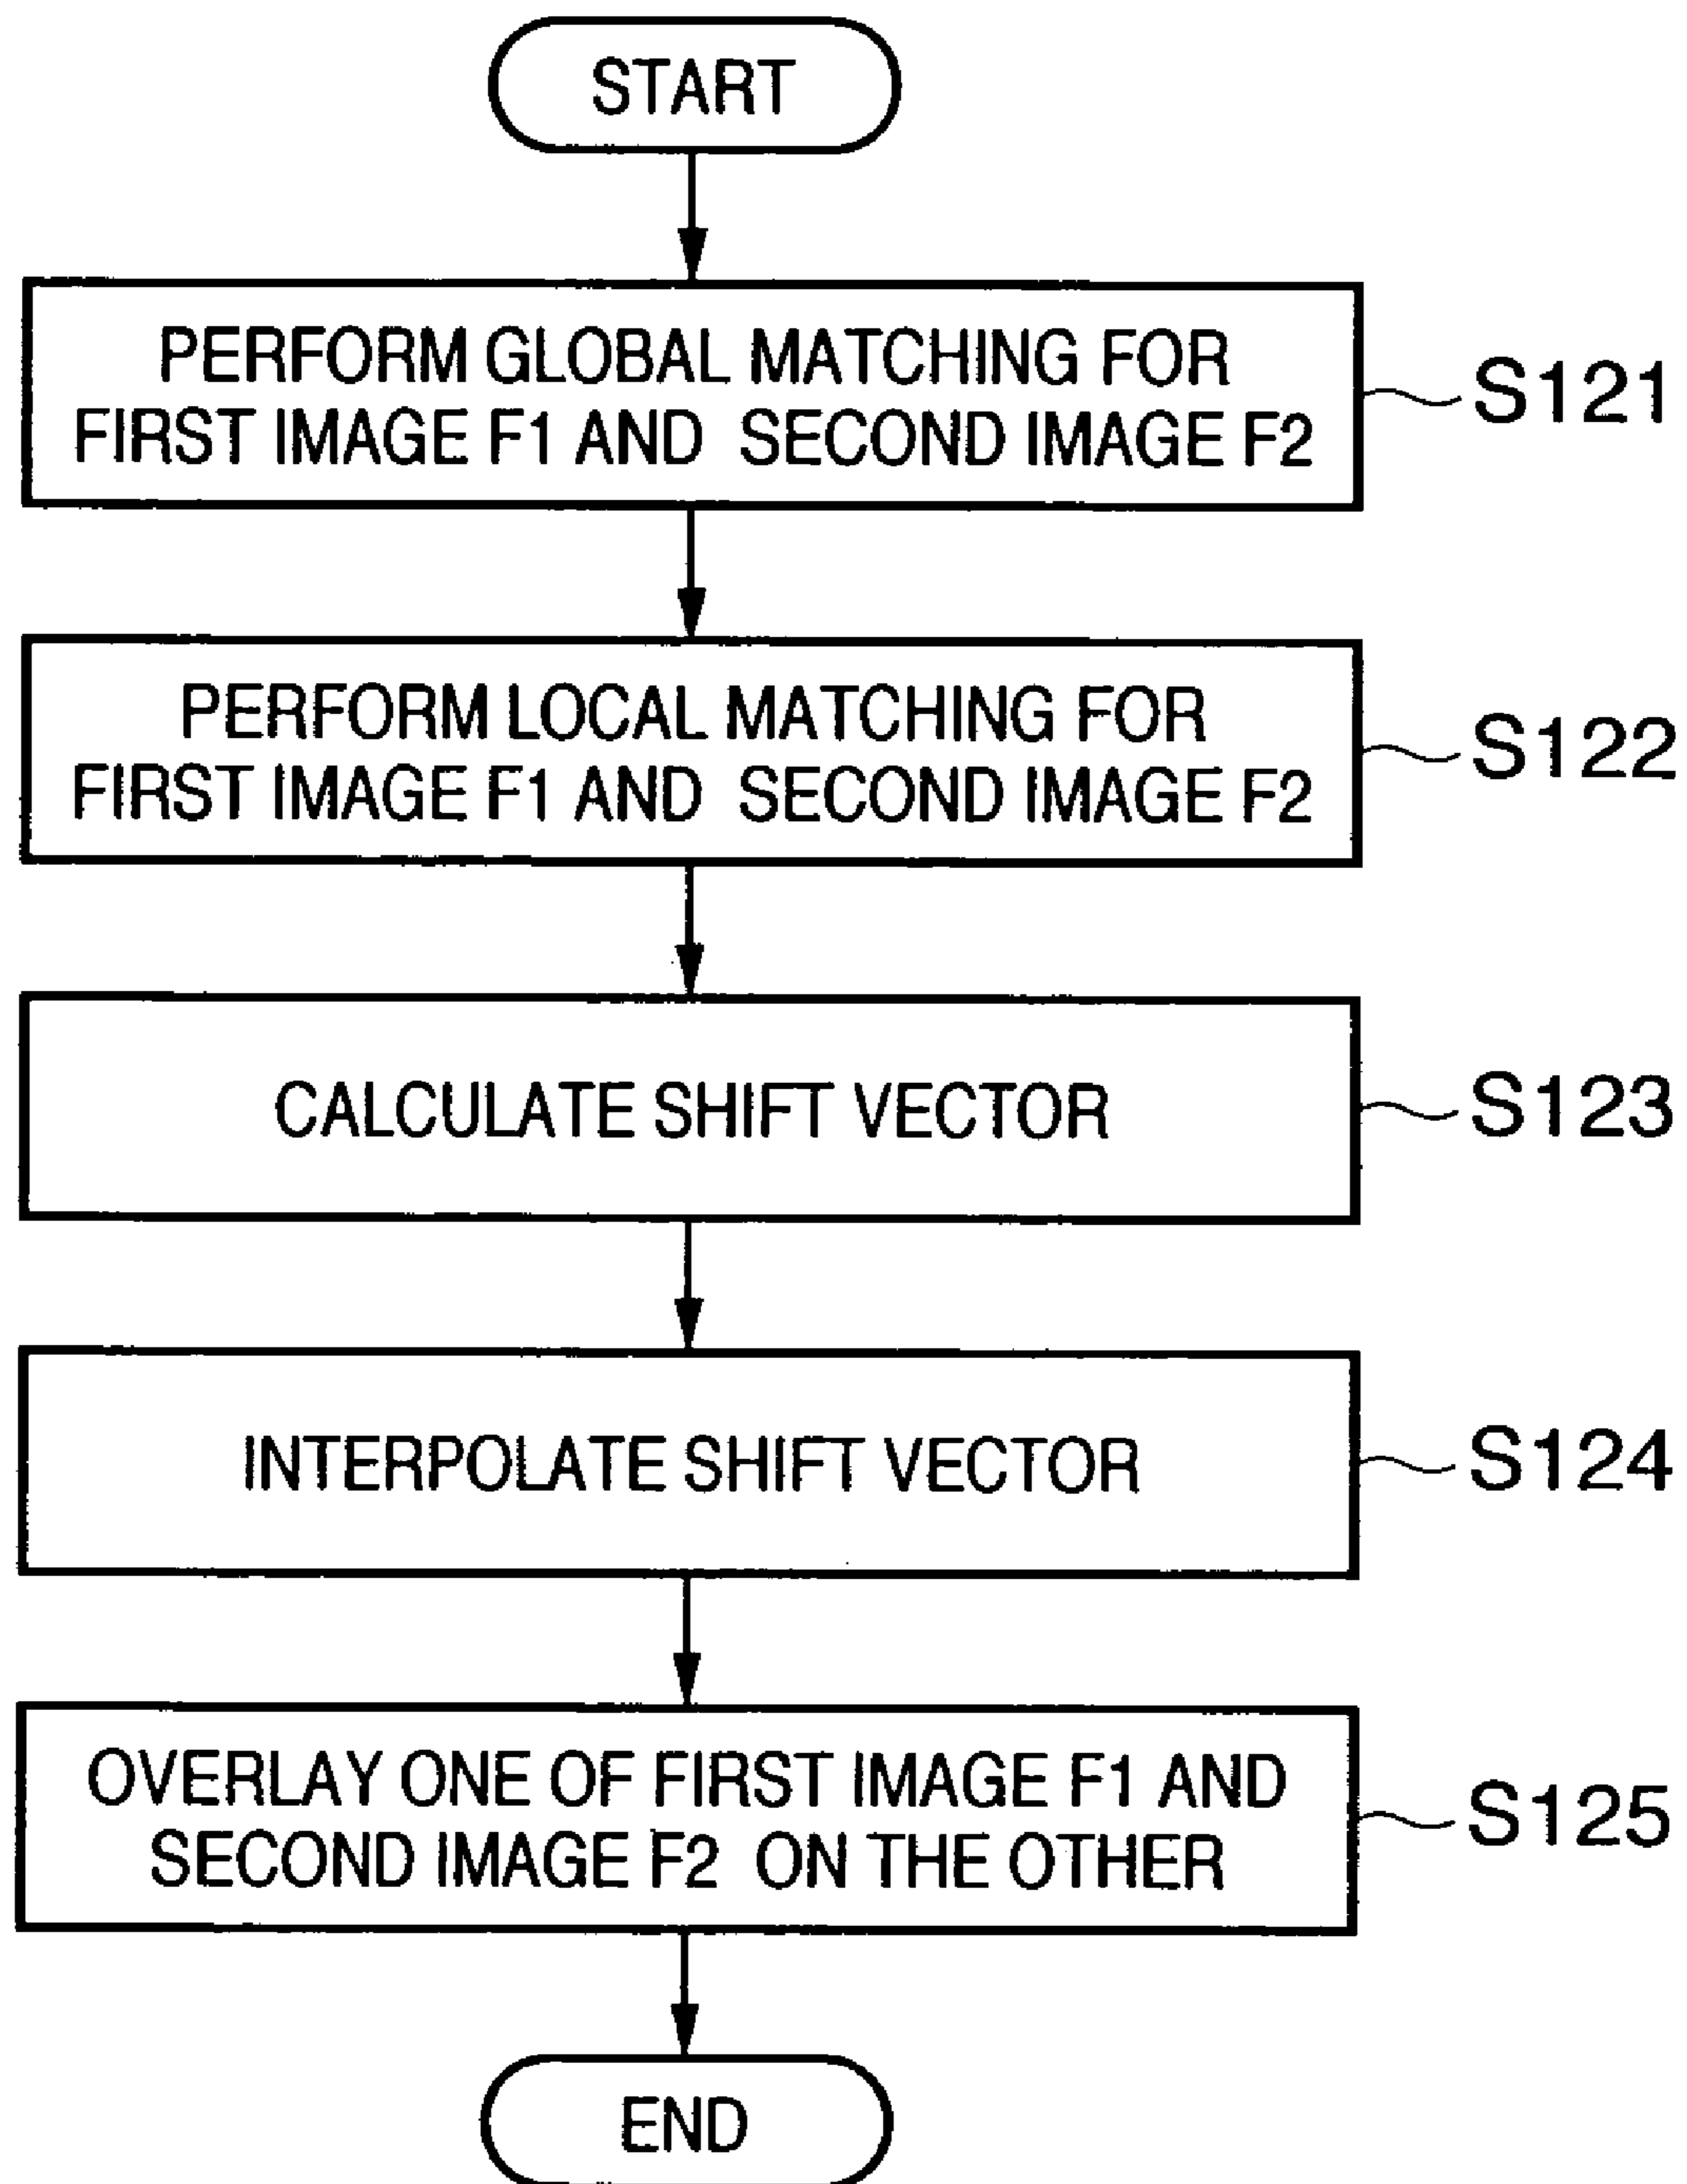 START
PERFORM GLOBAL MATCHING FOR
FIRST IMAGE F1 AND SECOND IMAGE F2
S121
PERFORM LOCAL MATCHING FOR
FIRST IMAGE F1 AND SECOND IMAGE F2
S122
CALCULATE SHIFT VECTOR
S123
INTERPOLATE SHIFT VECTOR
S124
OVERLAY ONE OF FIRST IMAGE F1 AND
SECOND IMAGE F2 ON THE OTHER
S125
END